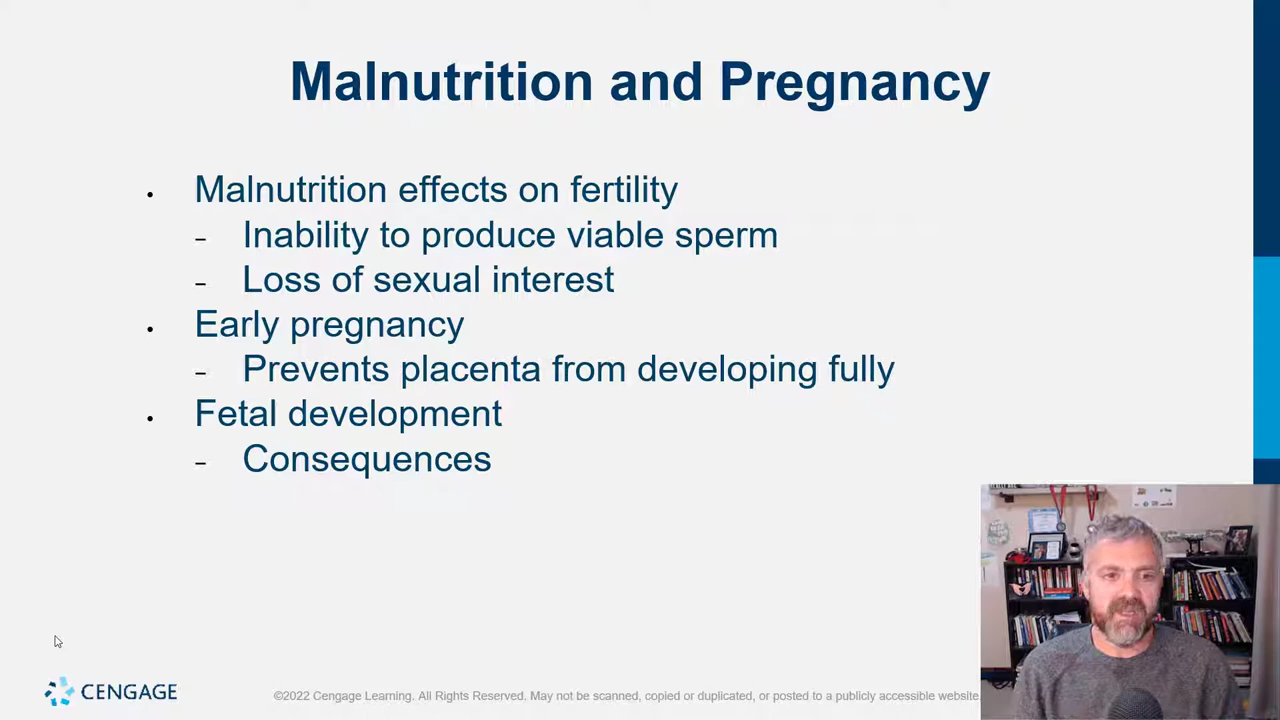 Malnutrition and Pregnancy
• Malnutrition effects on fertility
– Inability to produce viable sperm
– Loss of sexual interest
• Early pregnancy
– Prevents placenta from developing fully
• Fetal development
– Consequences
CENGAGE
©2022 Cengage Learning. All Rights Reserved. May not be scanned, copied or duplicated, or posted to a publicly accessible website